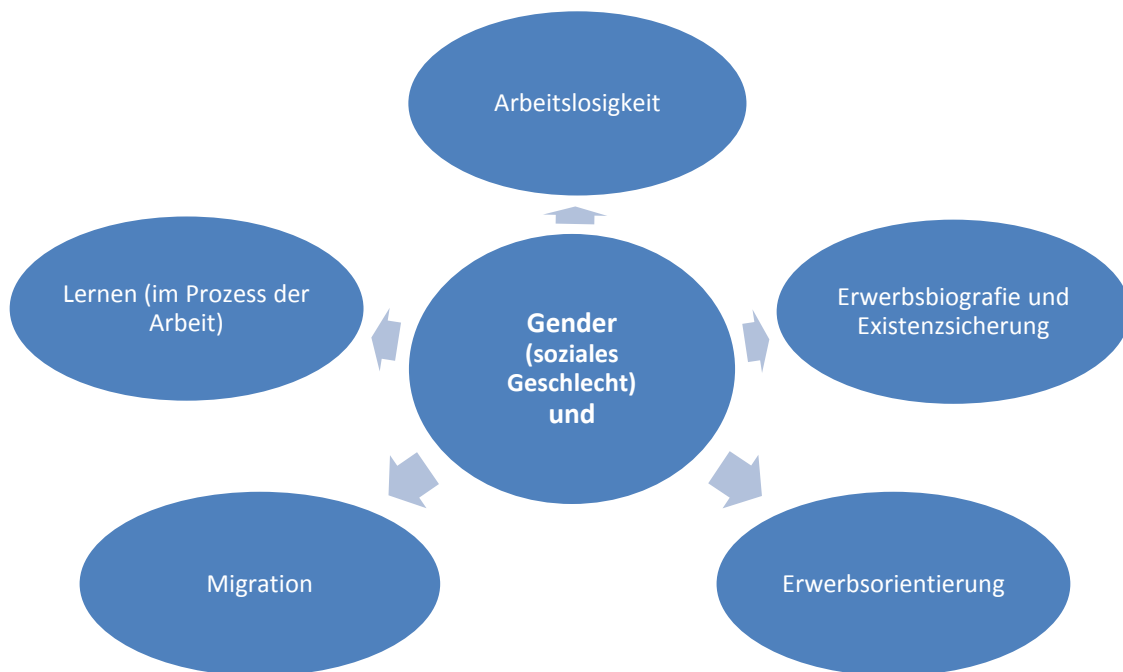 Arbeitslosigkeit
Lernen (im Prozess der
Arbeit)
Erwerbsbiografie und
Existenzsicherung
Gender
(soziales
Geschlecht)
und
Migration
Erwerbsorientierung